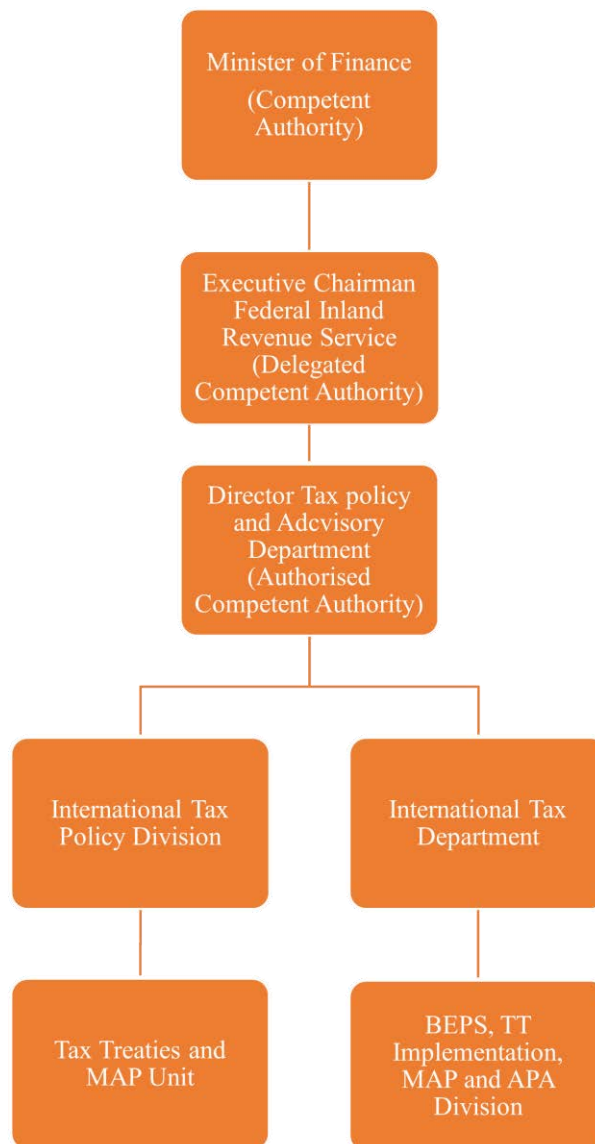 Minister of Finance
(Competent
Authority)
Executive Chairman
Federal Inland
Revenue Service
(Delegated
Competent Authority)
Director Tax policy
and Adcvisory
Department
(Authorised
Competent Authority)
International Tax
Policy Division
International Tax
Department
Tax Treaties and
MAP Unit
BEPS, TT
Implementation,
MAP and APA
Division